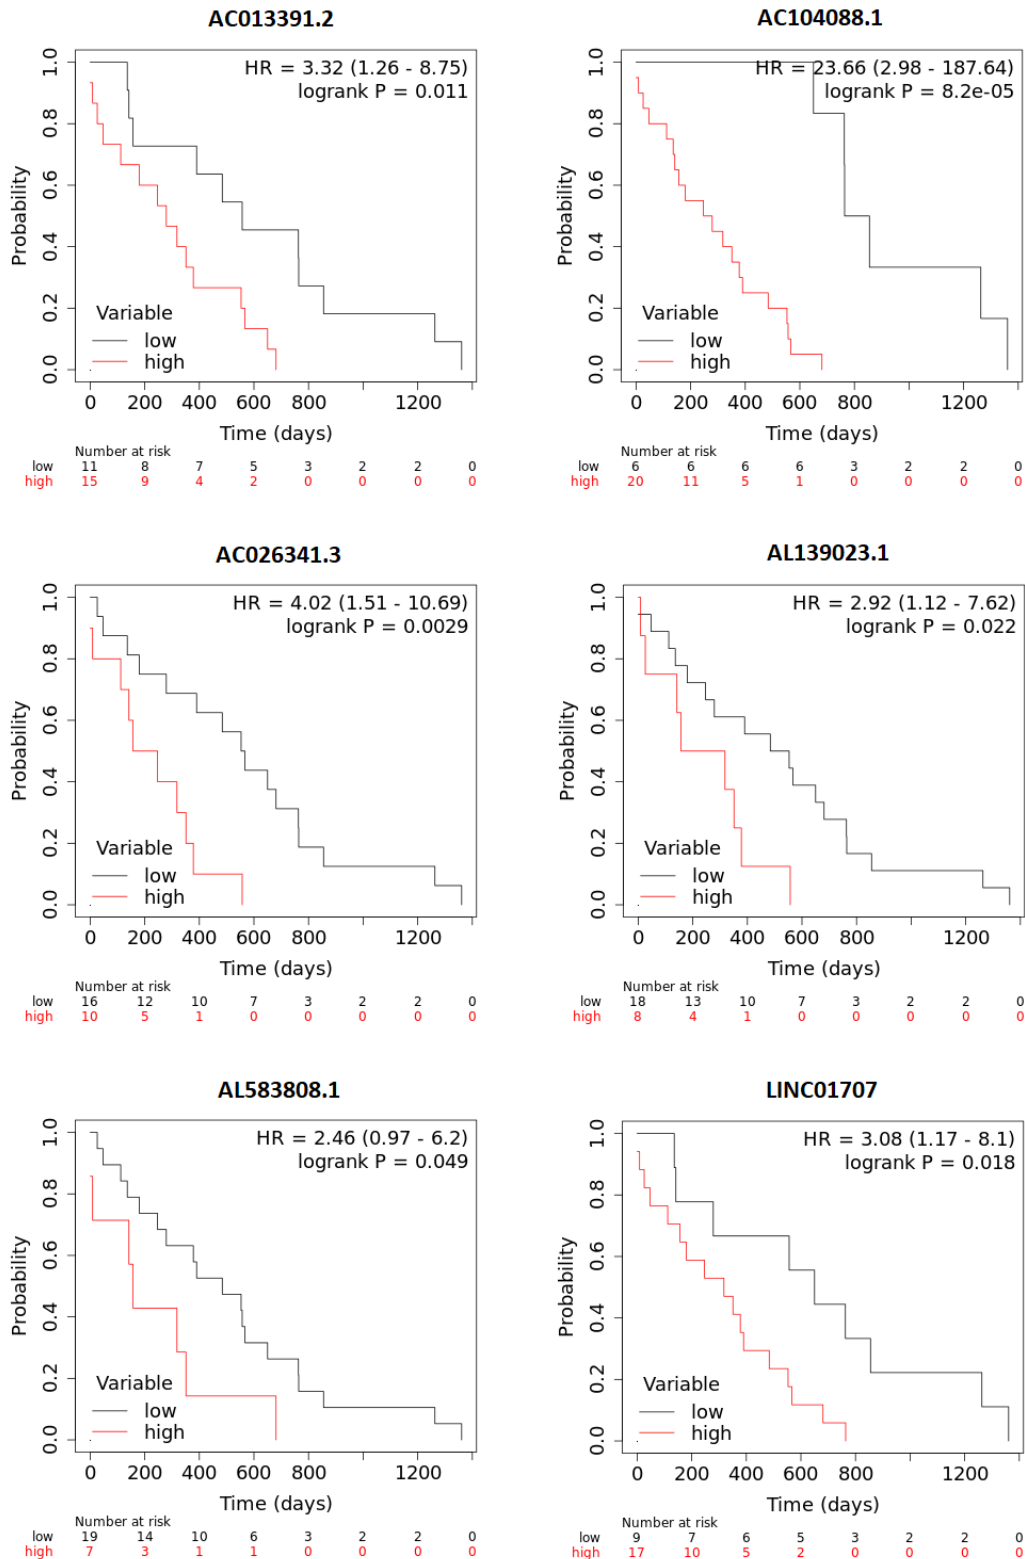 AC013391.2
HR = 3.32 (1.26 - 8.75)
logrank P = 0.011
Probability
0.0 0.2 0.4 0.6 0.8 1.0
Variable
low
high
0 200 400 600 800 1200
Time (days)
Number at risk
low 11 8 7 5 3 2 2 0
high 15 9 4 2 0 0 0 0
AC104088.1
HR = 23.66 (2.98 - 187.64)
logrank P = 8.2e-05
Probability
0.0 0.2 0.4 0.6 0.8 1.0
Variable
low
high
0 200 400 600 800 1200
Time (days)
Number at risk
low 6 6 6 6 3 2 2 0
high 20 11 5 1 0 0 0 0
AC026341.3
HR = 4.02 (1.51 - 10.69)
logrank P = 0.0029
Probability
0.0 0.2 0.4 0.6 0.8 1.0
Variable
low
high
0 200 400 600 800 1200
Time (days)
Number at risk
low 16 12 10 7 3 2 2 0
high 10 5 1 0 0 0 0 0
AL139023.1
HR = 2.92 (1.12 - 7.62)
logrank P = 0.022
Probability
0.0 0.2 0.4 0.6 0.8 1.0
Variable
low
high
0 200 400 600 800 1200
Time (days)
Number at risk
low 18 13 10 7 3 2 2 0
high 8 4 1 0 0 0 0 0
AL583808.1
HR = 2.46 (0.97 - 6.2)
logrank P = 0.049
Probability
0.0 0.2 0.4 0.6 0.8 1.0
Variable
low
high
0 200 400 600 800 1200
Time (days)
Number at risk
low 19 14 10 6 3 2 2 0
high 7 3 1 1 0 0 0 0
LINC01707
HR = 3.08 (1.17 - 8.1)
logrank P = 0.018
Probability
0.0 0.2 0.4 0.6 0.8 1.0
Variable
low
high
0 200 400 600 800 1200
Time (days)
Number at risk
low 9 7 6 5 3 2 2 0
high 17 10 5 2 0 0 0 0